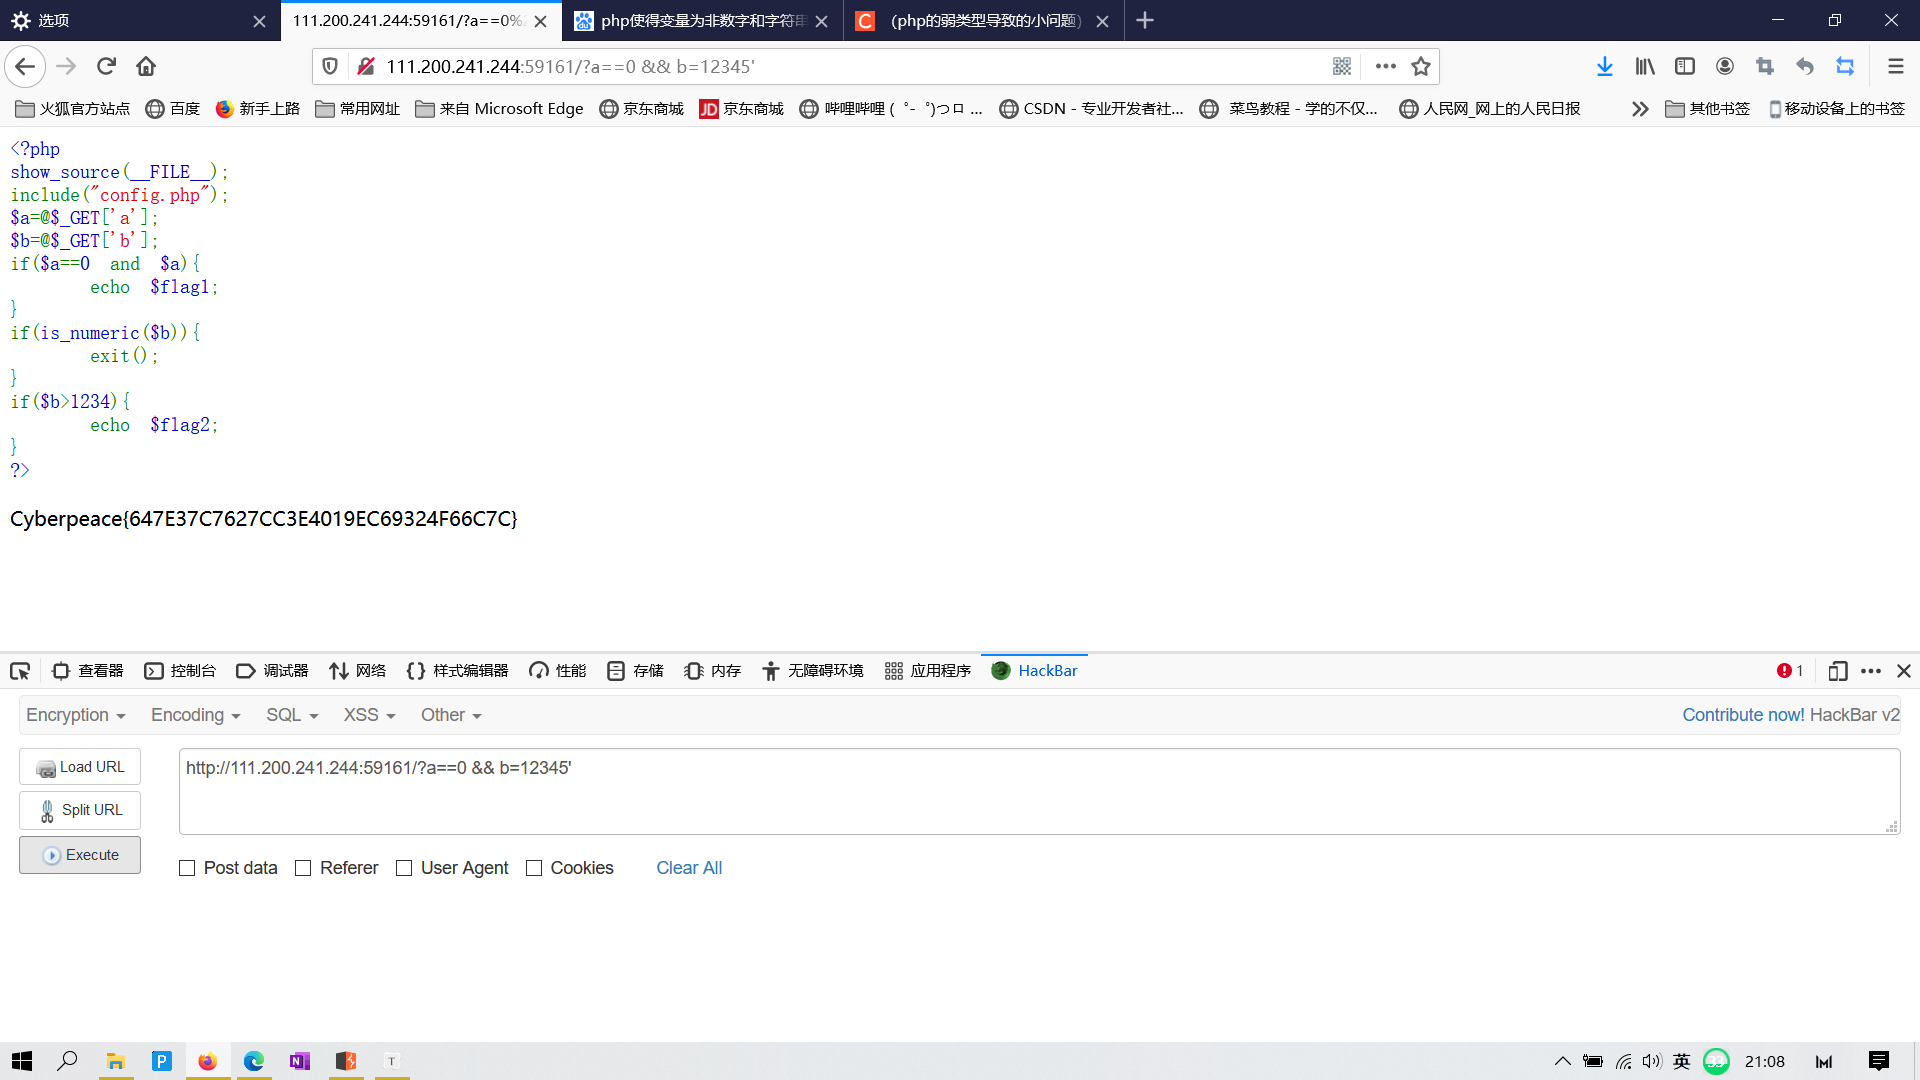 选项
111.200.241.244:59161/?a==0%2
php使得变量为非数字和字符串
（php的弱类型导致的小问题）
111.200.241.244:59161/?a==0 && b=12345'
火狐官方站点 百度 新手上路 常用网址 来自 Microsoft Edge 京东商城 JD 京东商城 哔哩哔哩 ( ゜- ゜)つロ ... CSDN - 专业开发者社... 菜鸟教程 - 学的不仅... 人民网_网上的人民日报 其他书签 移动设备上的书签
<?php
show_source(__FILE__);
include("config.php");
$a=@$_GET['a'];
$b=@$_GET['b'];
if($a==0 and $a){
echo $flag1;
}
if(is_numeric($b)){
exit();
}
if($b>1234){
echo $flag2;
}
?>
Cyberpeace{647E37C7627CC3E4019EC69324F66C7C}
查看器 控制台 调试器 网络 样式编辑器 性能 存储 内存 无障碍环境 应用程序 HackBar 1
Encryption Encoding SQL XSS Other Contribute now! HackBar v2
Load URL
http://111.200.241.244:59161/?a==0 && b=12345'
Split URL
Execute
Post data Referer User Agent Cookies Clear All
英 33 21:08